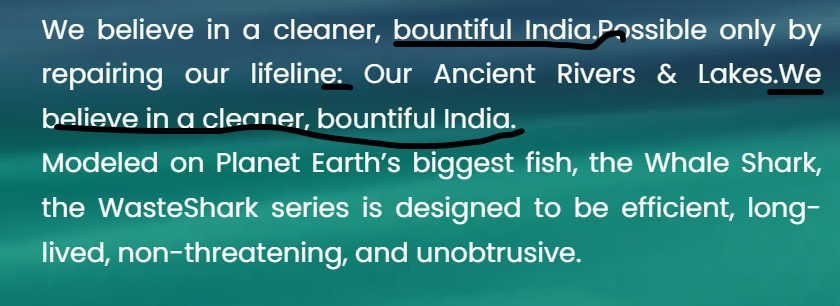 We believe in a cleaner, bountiful India.Possible only by
repairing our lifeline: Our Ancient Rivers & Lakes.We
believe in a cleaner, bountiful India.
Modeled on Planet Earth’s biggest fish, the Whale Shark,
the WasteShark series is designed to be efficient, long-
lived, non-threatening, and unobtrusive.